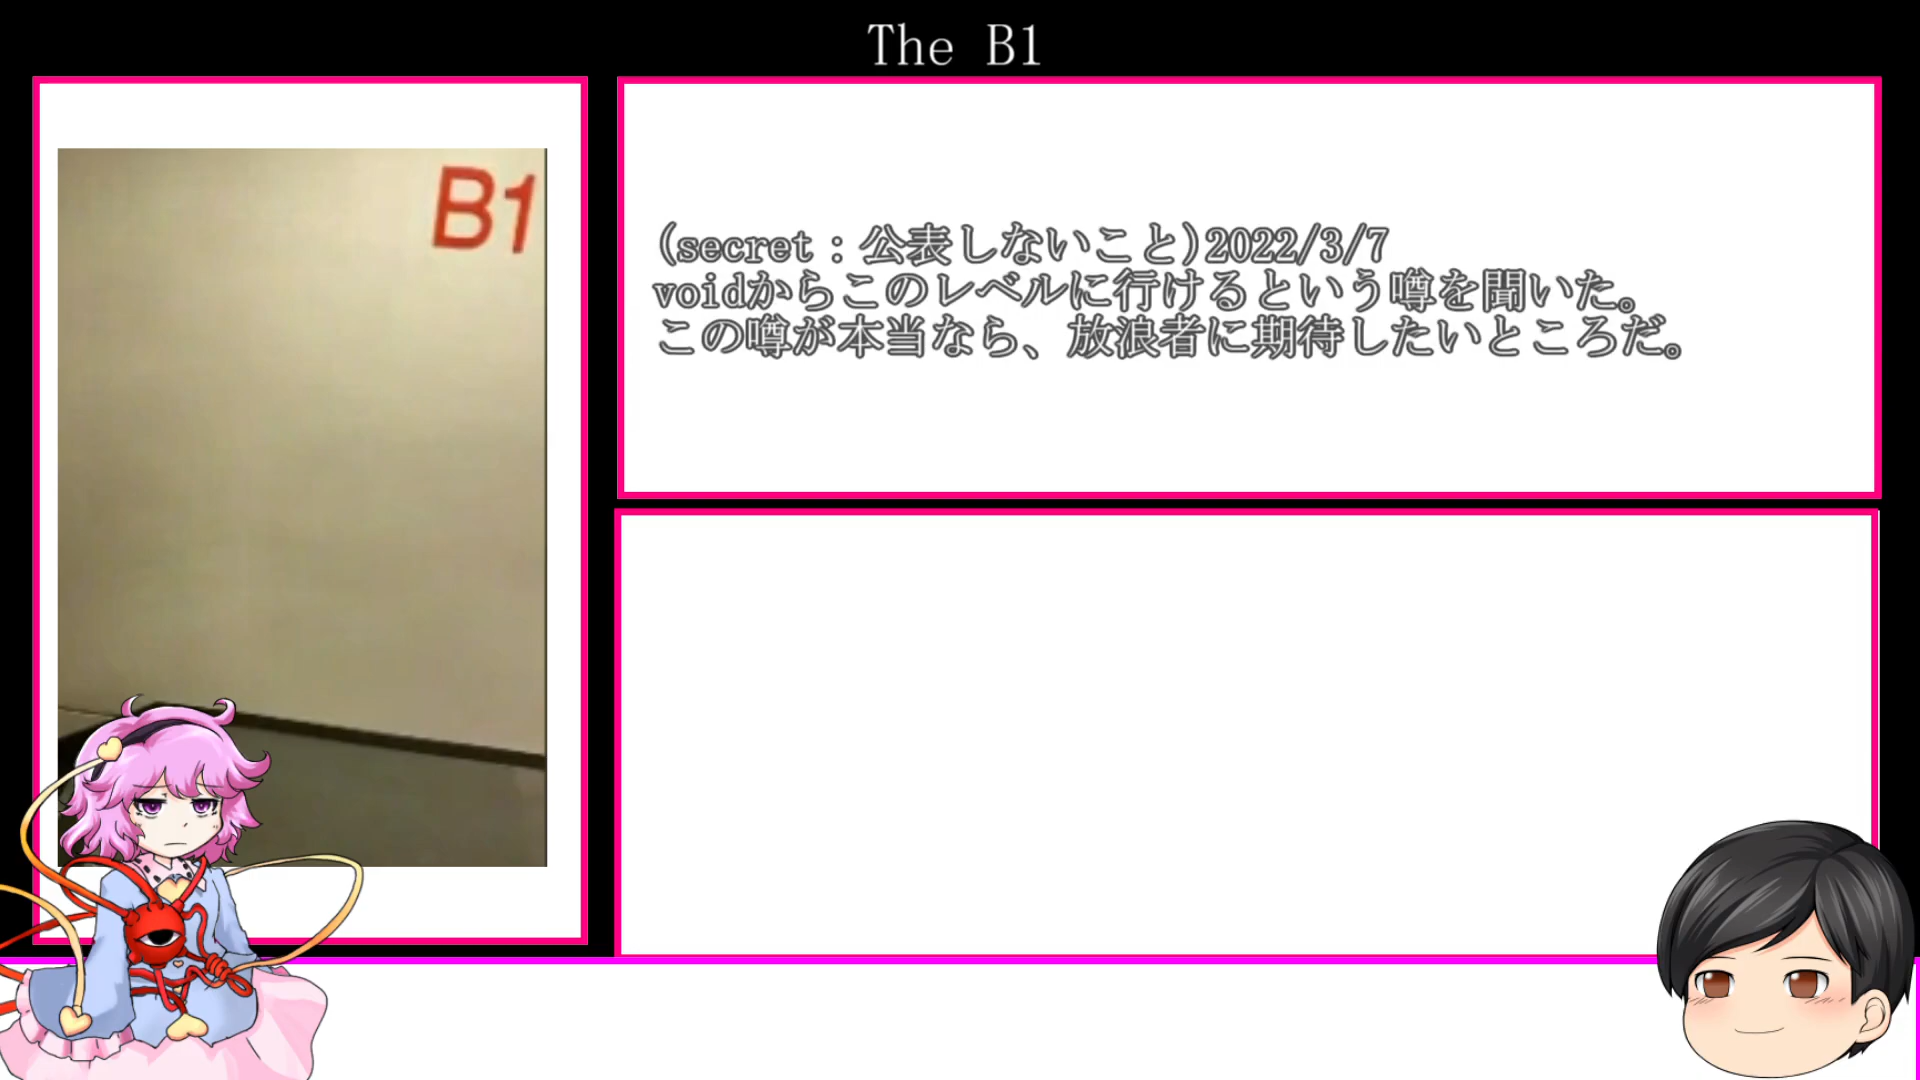 The B1
B1
(secret：公表しないこと)2022/3/7
voidからこのレベルに行けるという噂を聞いた。
この噂が本当なら、放浪者に期待したいところだ。